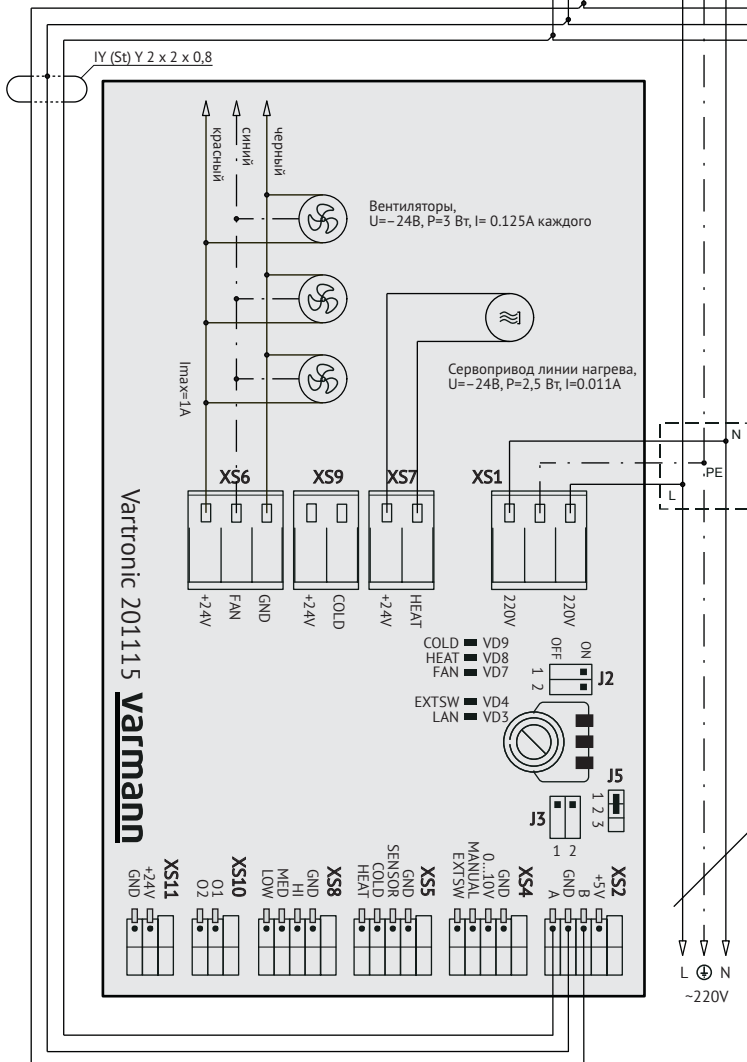 IY (St) Y 2 x 2 x 0,8
красный
синий
черный
Вентиляторы,
U=−24В, P=3 Вт, I= 0.125А каждого
Imax=1A
Сервопривод линии нагрева,
U=−24В, P=2,5 Вт, I=0.011А
N
PE
L
XS6
XS9
XS7
XS1
+24V
FAN
GND
+24V
COLD
+24V
HEAT
220V
220V
Vartronic 201115
varmann
COLD VD9
HEAT VD8
FAN VD7
EXTSW VD4
LAN VD3
OFF
ON
1
2
J2
J5
1
2
3
J3
1 2
XS11
+24V
GND
XS10
O1
O2
XS8
GND
HI
MED
LOW
XS5
GND
SENSOR
COLD
HEAT
XS4
GND
0...10V
MANUAL
EXTSW
XS2
+5V
B
GND
A
L N
~220V